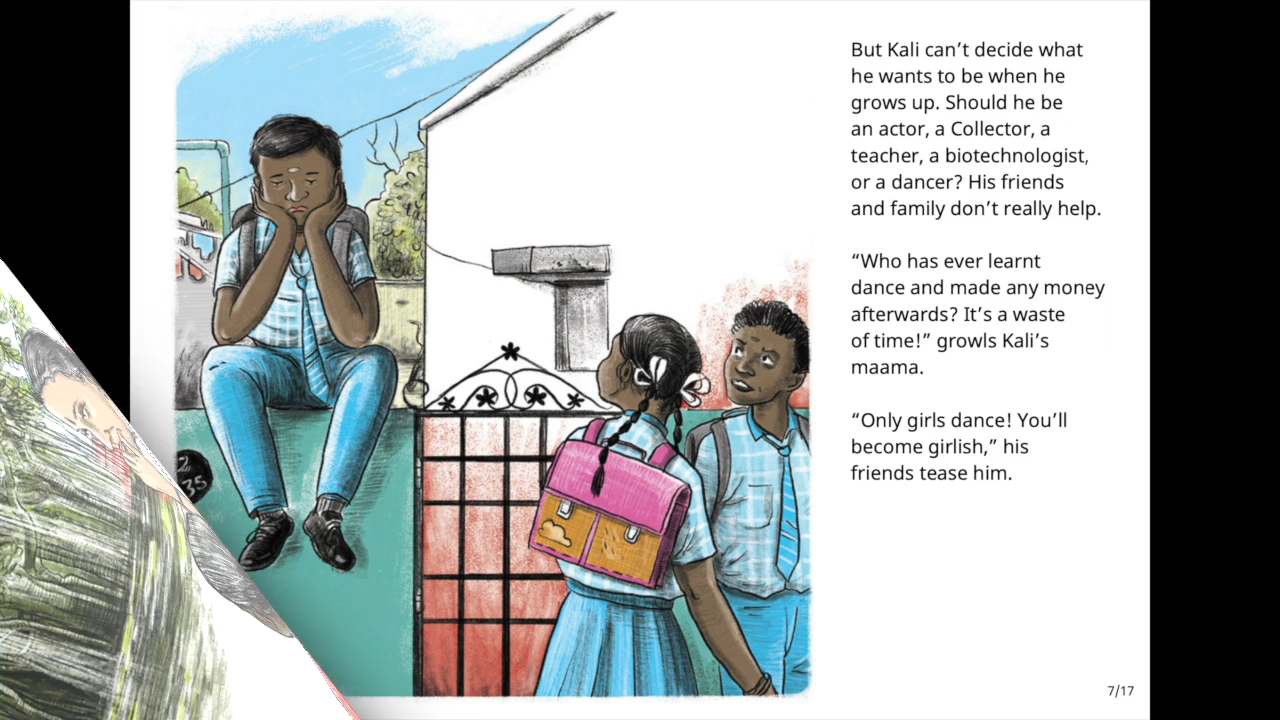 But Kali can’t decide what
he wants to be when he
grows up. Should he be
an actor, a Collector, a
teacher, a biotechnologist,
or a dancer? His friends
and family don’t really help.
“Who has ever learnt
dance and made any money
afterwards? It’s a waste
of time!” growls Kali’s
maama.
“Only girls dance! You’ll
become girlish,” his
friends tease him.
2
35
7/17